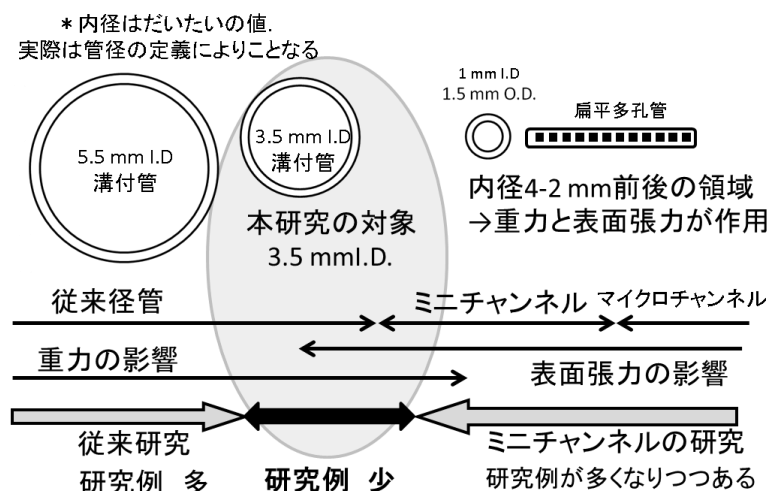 * 内径はだいたいの値.
実際は管径の定義によりことなる
5.5 mm I.D
溝付管
3.5 mm I.D
溝付管
本研究の対象
3.5 mmI.D.
1 mm I.D
1.5 mm O.D.
扁平多孔管
内径4-2 mm前後の領域
→重力と表面張力が作用
従来径管
ミニチャンネル
マイクロチャンネル
重力の影響
表面張力の影響
従来研究
研究例 多
研究例 少
ミニチャンネルの研究
研究例が多くなりつつある